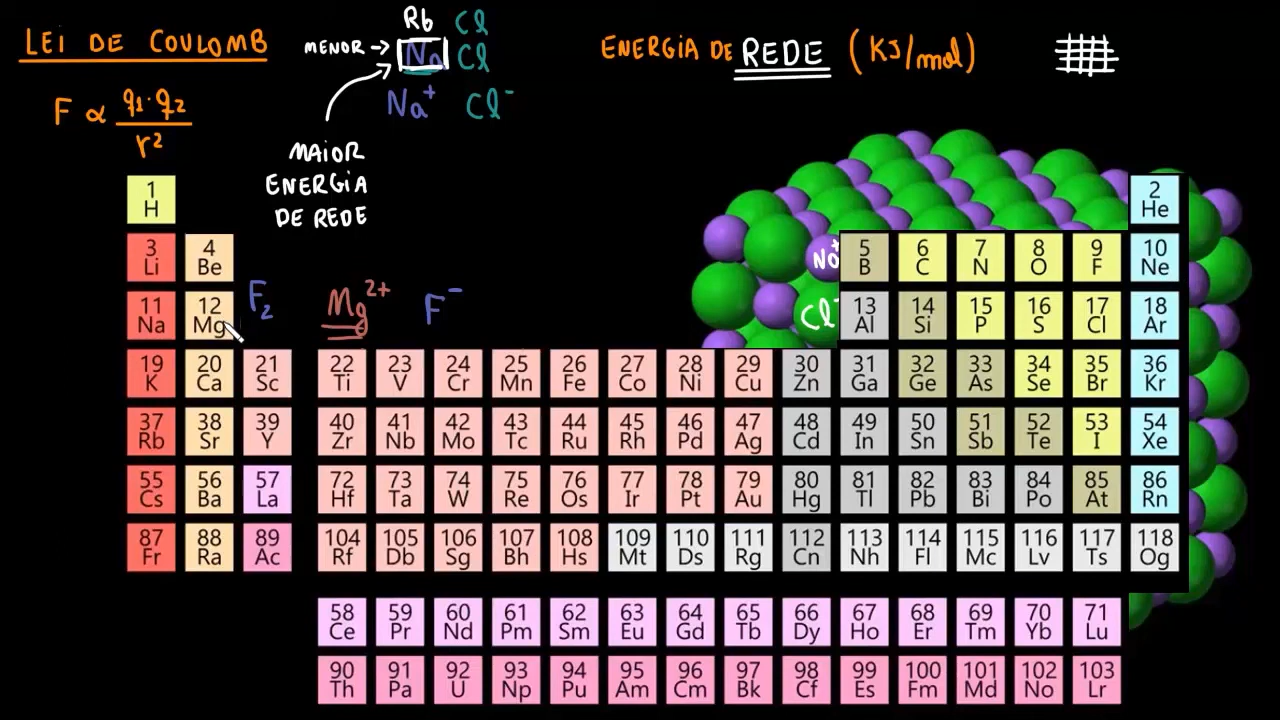 LEI DE COULOMB
F ∝ q1·q2 / r²
Rb Cl
MENOR → Na Cl
Na⁺ Cl⁻
MAIOR
ENERGIA
DE REDE
ENERGIA DE REDE (KJ/mol)
1 2
H He
3 4 5 6 7 8 9 10
Li Be B C N O F Ne
F₂ Mg²⁺ F⁻
Na⁺
Cl⁻
11 12 13 14 15 16 17 18
Na Mg Al Si P S Cl Ar
19 20 21 22 23 24 25 26 27 28 29 30 31 32 33 34 35 36
K Ca Sc Ti V Cr Mn Fe Co Ni Cu Zn Ga Ge As Se Br Kr
37 38 39 40 41 42 43 44 45 46 47 48 49 50 51 52 53 54
Rb Sr Y Zr Nb Mo Tc Ru Rh Pd Ag Cd In Sn Sb Te I Xe
55 56 57 72 73 74 75 76 77 78 79 80 81 82 83 84 85 86
Cs Ba La Hf Ta W Re Os Ir Pt Au Hg Tl Pb Bi Po At Rn
87 88 89 104 105 106 107 108 109 110 111 112 113 114 115 116 117 118
Fr Ra Ac Rf Db Sg Bh Hs Mt Ds Rg Cn Nh Fl Mc Lv Ts Og
58 59 60 61 62 63 64 65 66 67 68 69 70 71
Ce Pr Nd Pm Sm Eu Gd Tb Dy Ho Er Tm Yb Lu
90 91 92 93 94 95 96 97 98 99 100 101 102 103
Th Pa U Np Pu Am Cm Bk Cf Es Fm Md No Lr